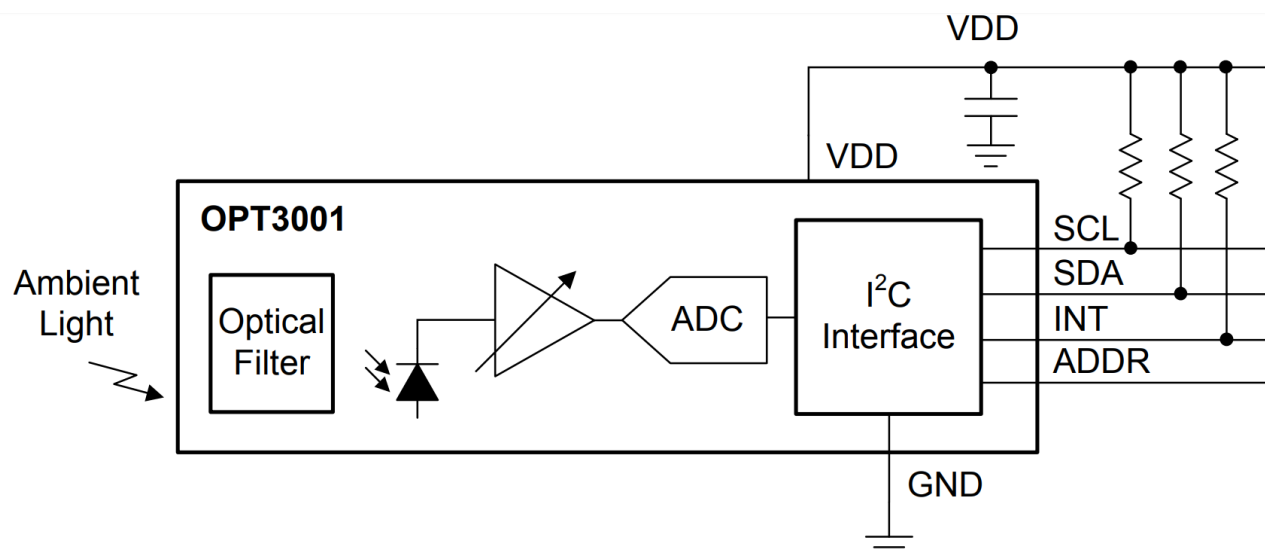 VDD
VDD
OPT3001
Ambient
Light
Optical
Filter
ADC
I²C
Interface
SCL
SDA
INT
ADDR
GND